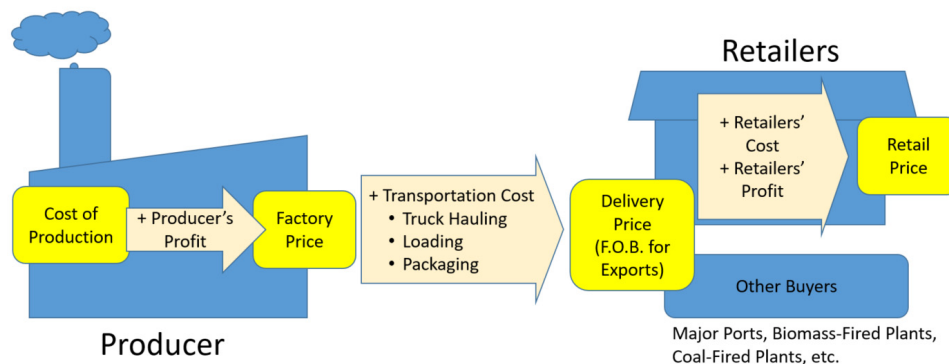 Retailers
Cost of
Production
+ Producer's
Profit
Factory
Price
+ Transportation Cost
• Truck Hauling
• Loading
• Packaging
Delivery
Price
(F.O.B. for
Exports)
+ Retailers'
Cost
+ Retailers'
Profit
Retail
Price
Other Buyers
Producer
Major Ports, Biomass-Fired Plants,
Coal-Fired Plants, etc.